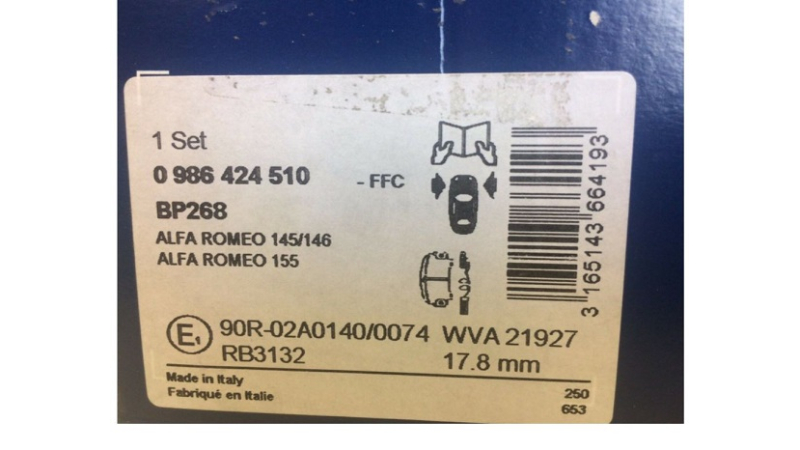 1 Set
0 986 424 510 - FFC
BP268
ALFA ROMEO 145/146
ALFA ROMEO 155
E1 90R-02A0140/0074 WVA 21927
RB3132 17.8 mm
Made in Italy
Fabriqué en Italie
250
653
3 165143 664193